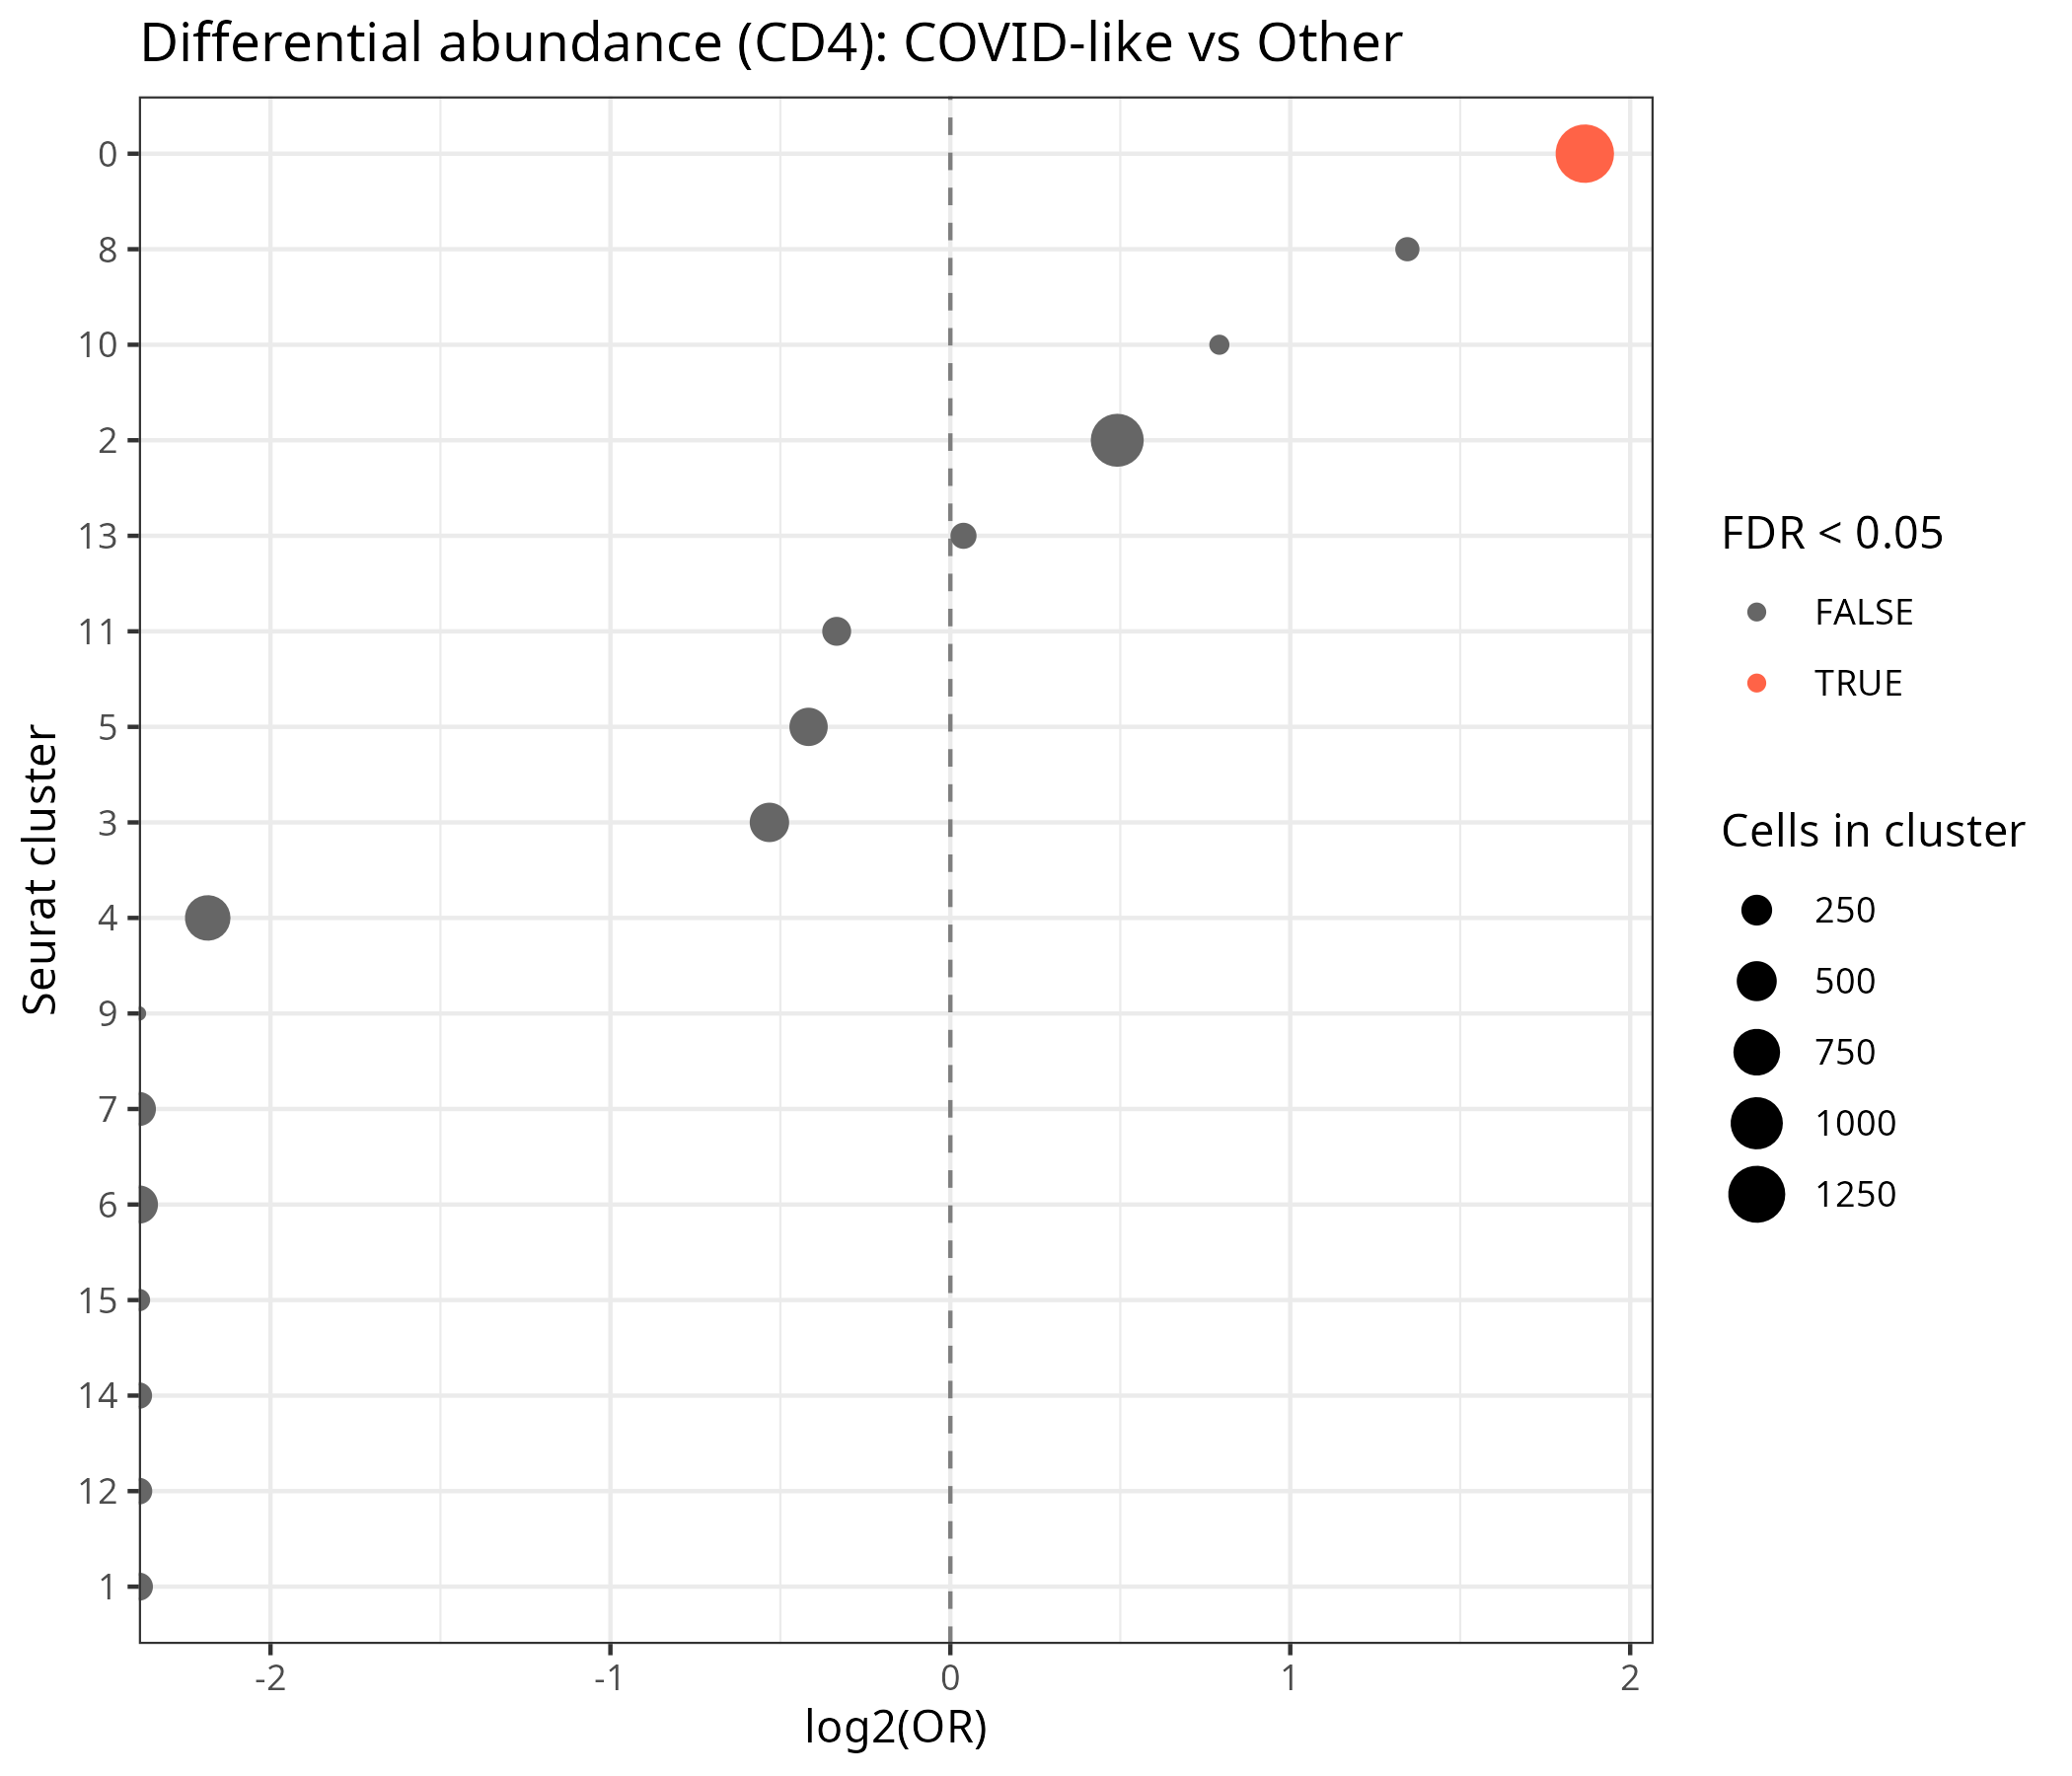 Differential abundance (CD4): COVID-like vs Other
0
8
10
2
13
11
5
3
4
9
7
6
15
14
12
1
Seurat cluster
-2 -1 0 1 2
log2(OR)
FDR < 0.05
FALSE
TRUE
Cells in cluster
250
500
750
1000
1250